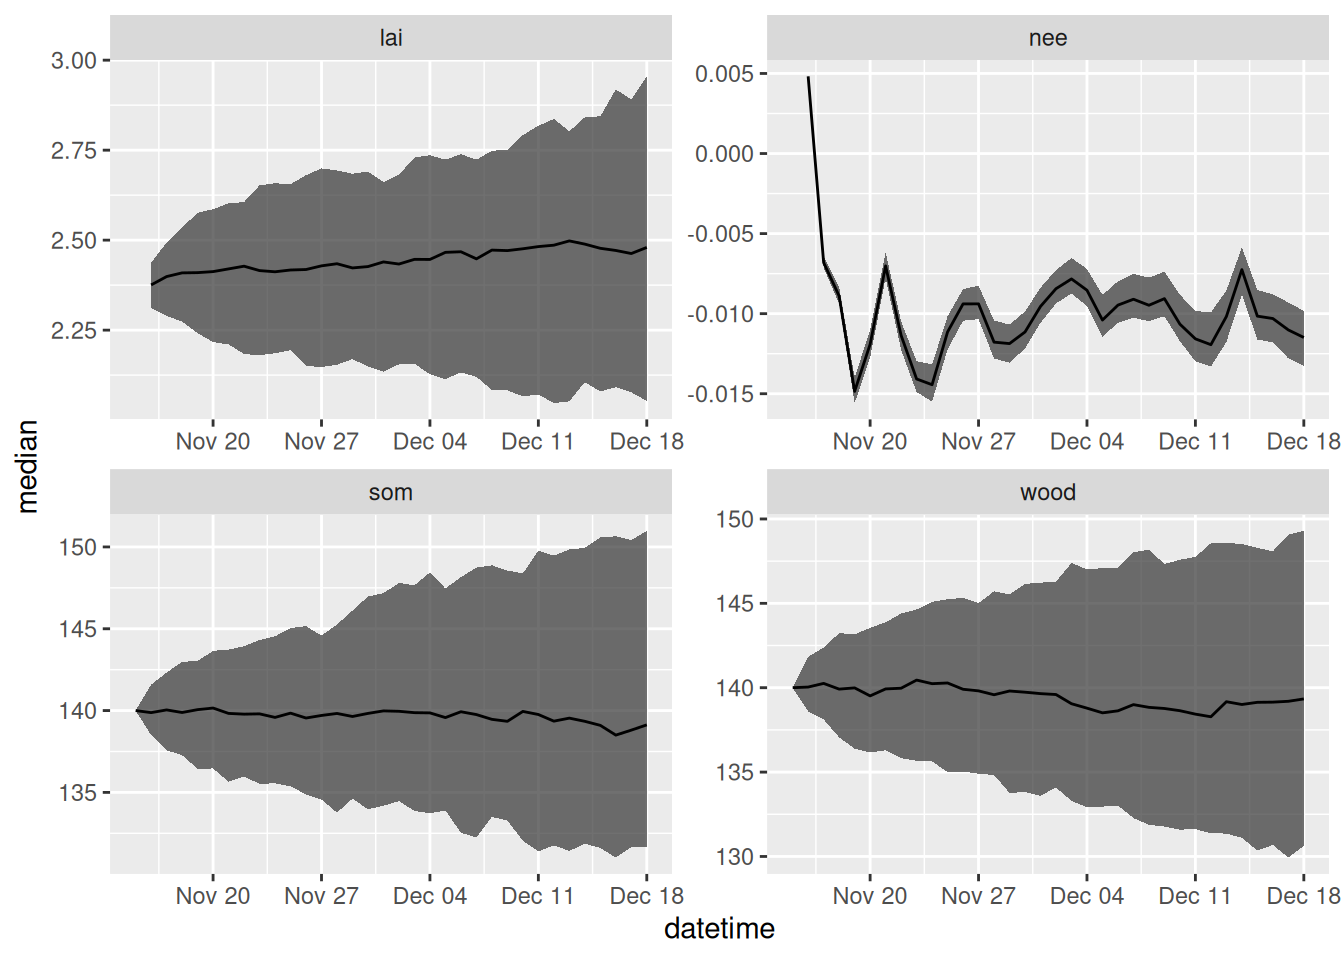 lai
nee
3.00
2.75
2.50
2.25
0.005
0.000
-0.005
-0.010
-0.015
Nov 20 Nov 27 Dec 04 Dec 11 Dec 18
Nov 20 Nov 27 Dec 04 Dec 11 Dec 18
median
som
wood
150
145
140
135
150
145
140
135
130
Nov 20 Nov 27 Dec 04 Dec 11 Dec 18
Nov 20 Nov 27 Dec 04 Dec 11 Dec 18
datetime